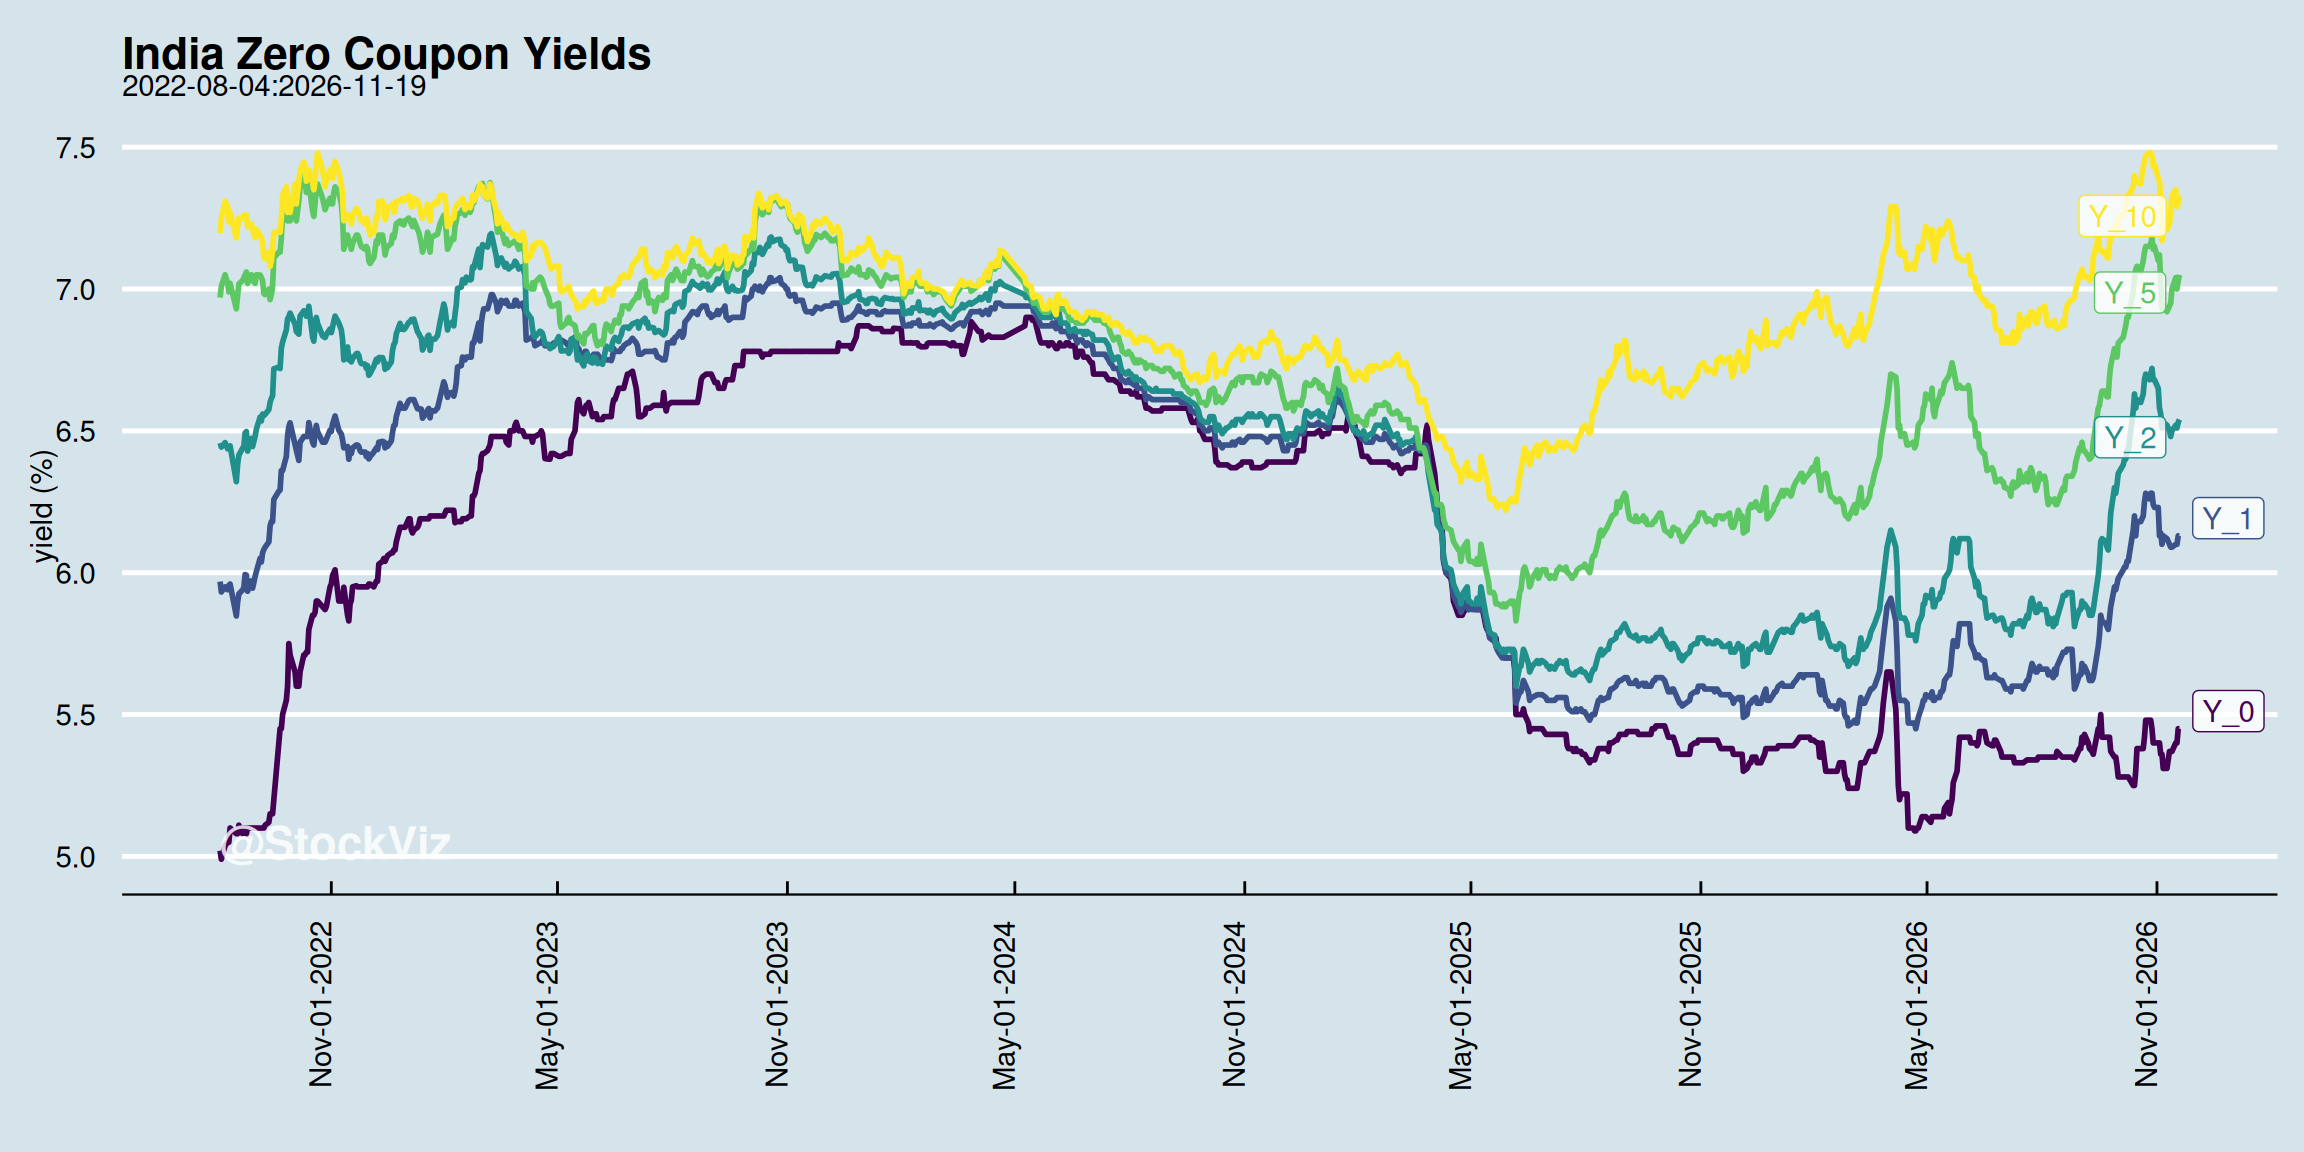 India Zero Coupon Yields
2022-08-04:2026-11-19
yield (%)
7.5
7.0
6.5
6.0
5.5
5.0
Y_10
Y_5
Y_2
Y_1
Y_0
@StockViz
Nov-01-2022
May-01-2023
Nov-01-2023
May-01-2024
Nov-01-2024
May-01-2025
Nov-01-2025
May-01-2026
Nov-01-2026